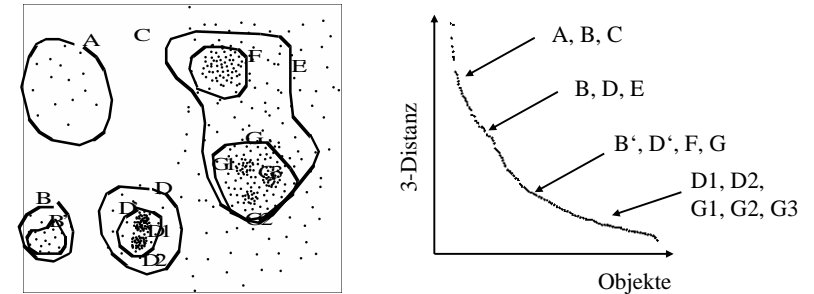 A
C
F
E
G
G1
G3
G2
B
B'
D
D'
D1
D2
3-Distanz
A, B, C
B, D, E
B‘, D‘, F, G
D1, D2,
G1, G2, G3
Objekte